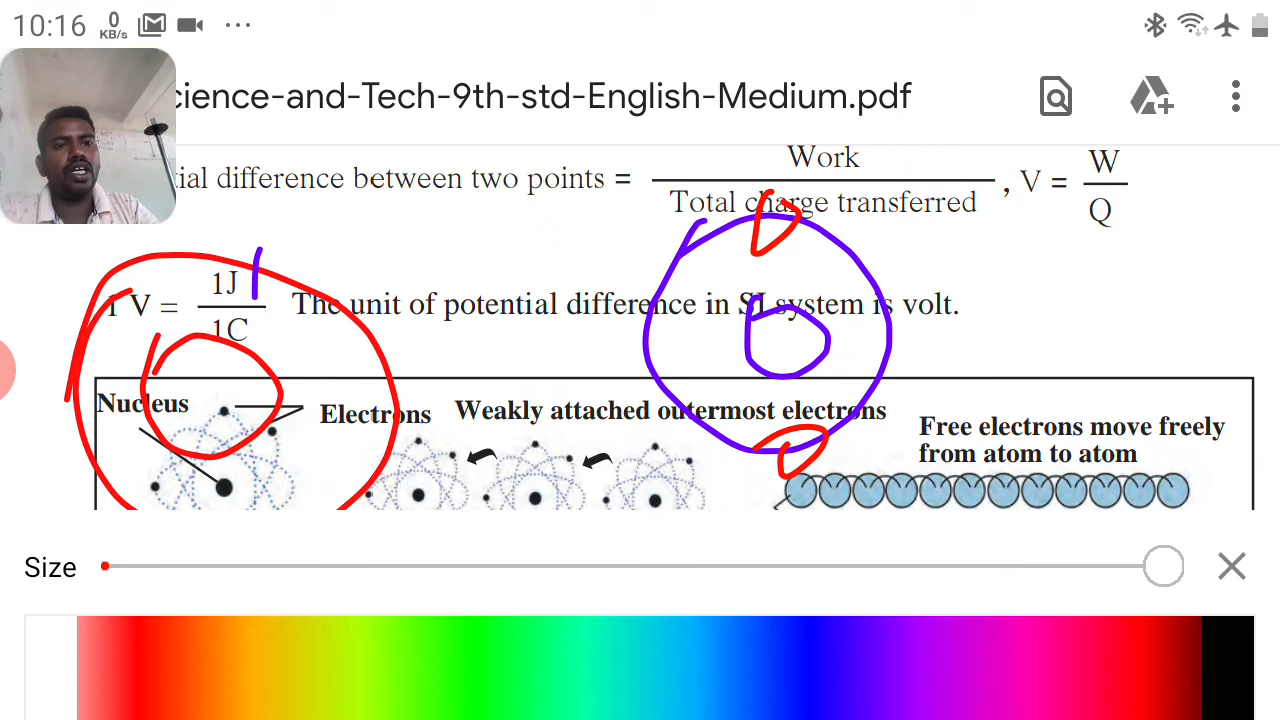 10:16 0 KB/s
cience-and-Tech-9th-std-English-Medium.pdf
tial difference between two points = Work / Total charge transferred , V = W / Q
1 V = 1J / 1C The unit of potential difference in SI system is volt.
Nucleus Electrons Weakly attached outermost electrons
Free electrons move freely
from atom to atom
Size